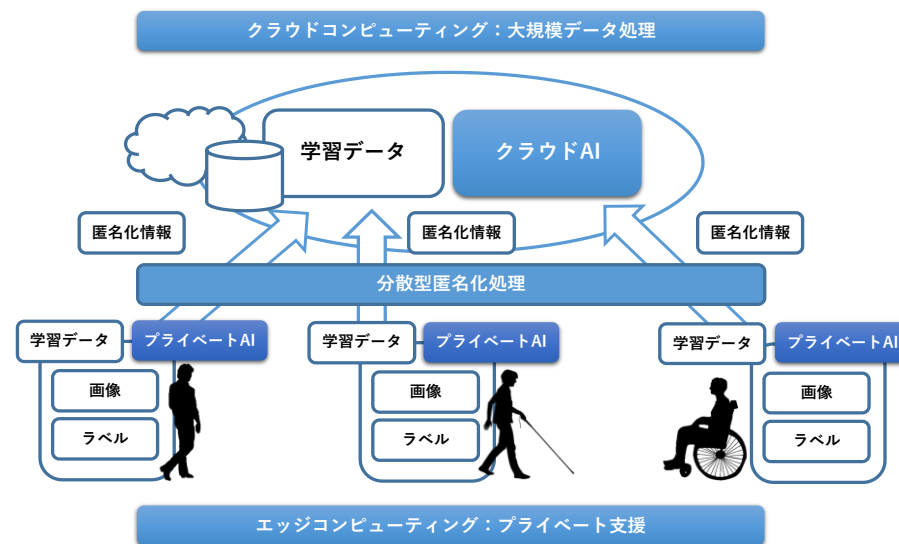 クラウドコンピューティング：大規模データ処理
学習データ
クラウドAI
匿名化情報
匿名化情報
匿名化情報
分散型匿名化処理
学習データ
プライベートAI
画像
ラベル
学習データ
プライベートAI
画像
ラベル
学習データ
プライベートAI
画像
ラベル
エッジコンピューティング：プライベート支援